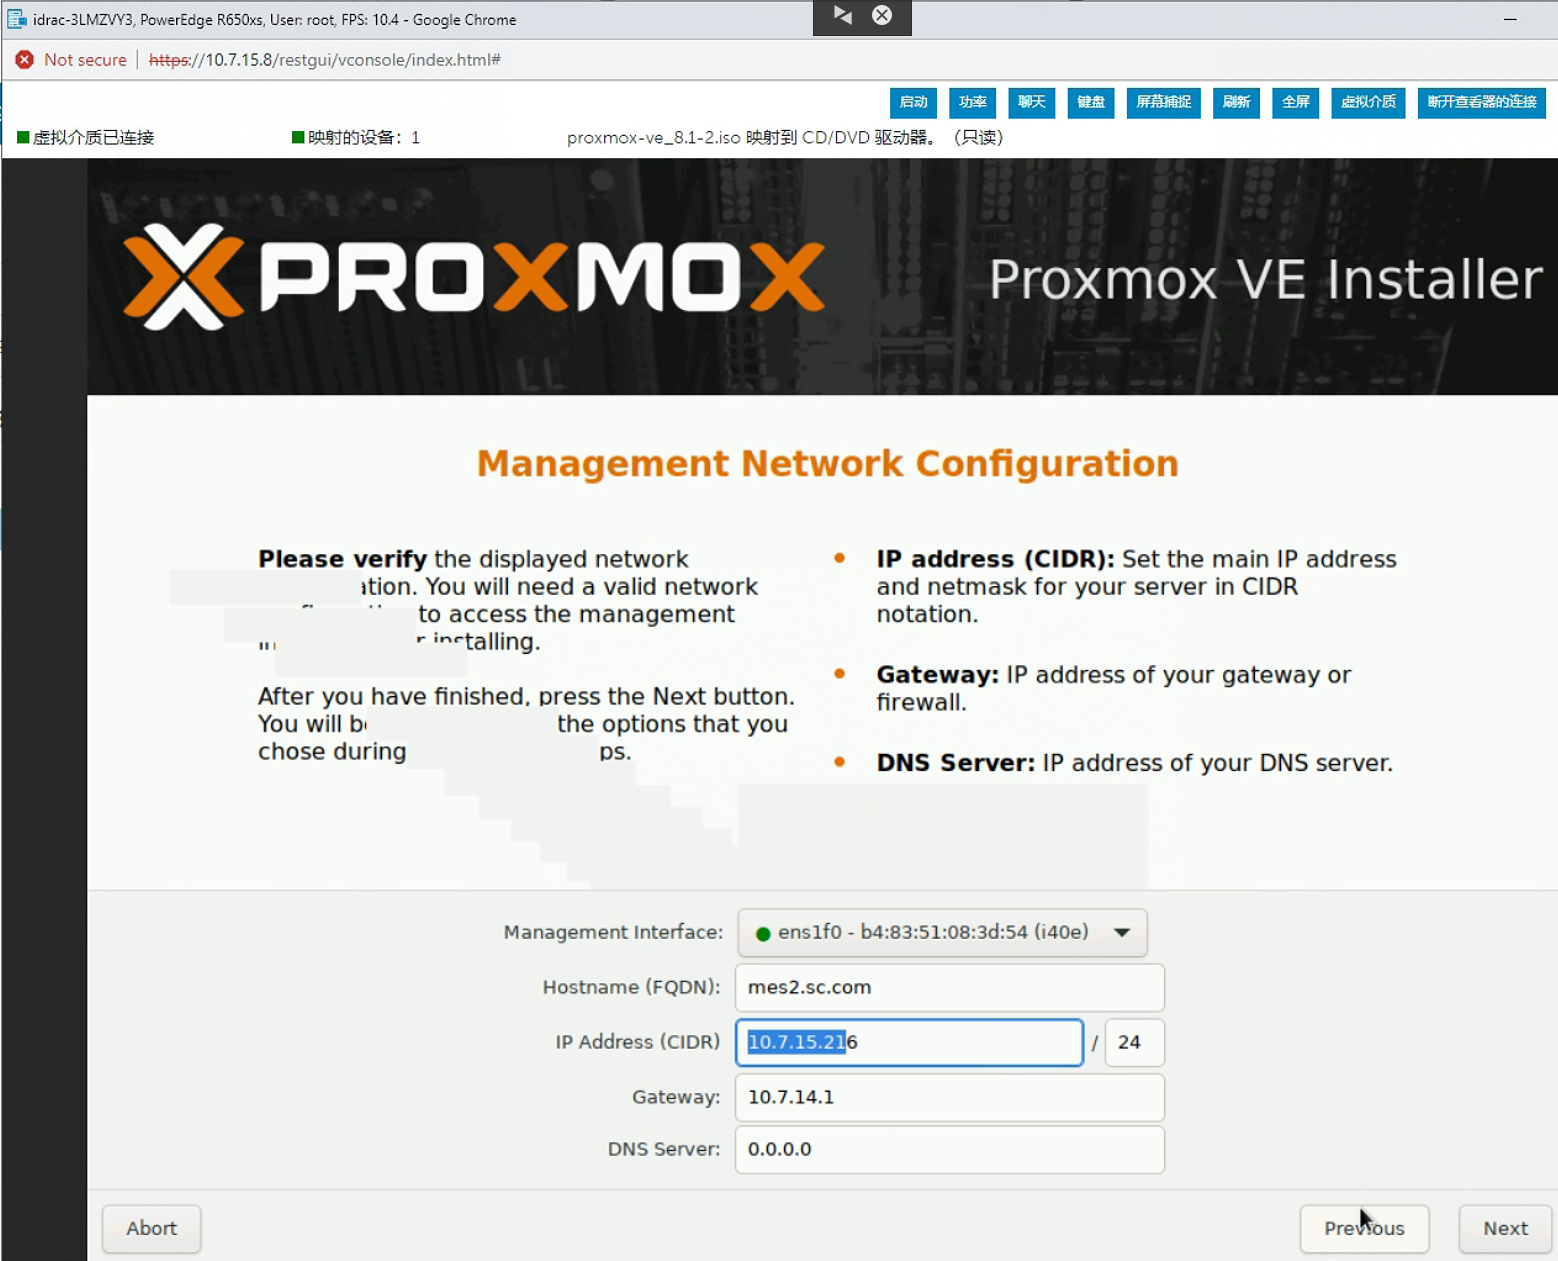 idrac-3LMZVY3, PowerEdge R650xs, User: root, FPS: 10.4 - Google Chrome
Not secure https://10.7.15.8/restgui/vconsole/index.html#
启动 功率 聊天 键盘 屏幕捕捉 刷新 全屏 虚拟介质 断开查看器的连接
虚拟介质已连接 映射的设备：1 proxmox-ve_8.1-2.iso 映射到 CD/DVD 驱动器。（只读）
PROXMOX
Proxmox VE Installer
Management Network Configuration
Please verify the displayed network
ation. You will need a valid network
to access the management
installing.
After you have finished, press the Next button.
You will be the options that you
chose during ps.
IP address (CIDR): Set the main IP address
and netmask for your server in CIDR
notation.
Gateway: IP address of your gateway or
firewall.
DNS Server: IP address of your DNS server.
Management Interface: ens1f0 - b4:83:51:08:3d:54 (i40e)
Hostname (FQDN): mes2.sc.com
IP Address (CIDR) 10.7.15.216 / 24
Gateway: 10.7.14.1
DNS Server: 0.0.0.0
Abort Previous Next